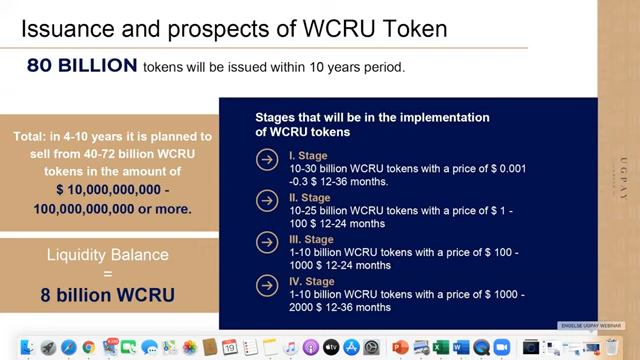 Issuance and prospects of WCRU Token
80 BILLION tokens will be issued within 10 years period.
Total: in 4-10 years it is planned to
sell from 40-72 billion WCRU
tokens in the amount of
$ 10,000,000,000 -
100,000,000,000 or more.
Liquidity Balance
=
8 billion WCRU
Stages that will be in the implementation
of WCRU tokens
I. Stage
10-30 billion WCRU tokens with a price of $ 0.001
-0.3 $ 12-36 months.
II. Stage
10-25 billion WCRU tokens with a price of $ 1 -
100 $ 12-24 months
III. Stage
1-10 billion WCRU tokens with a price of $ 100 -
1000 $ 12-24 months
IV. Stage
1-10 billion WCRU tokens with a price of $ 1000 -
2000 $ 12-36 months
UGPAY
ENGELSE UGPAY WEBINAR
19